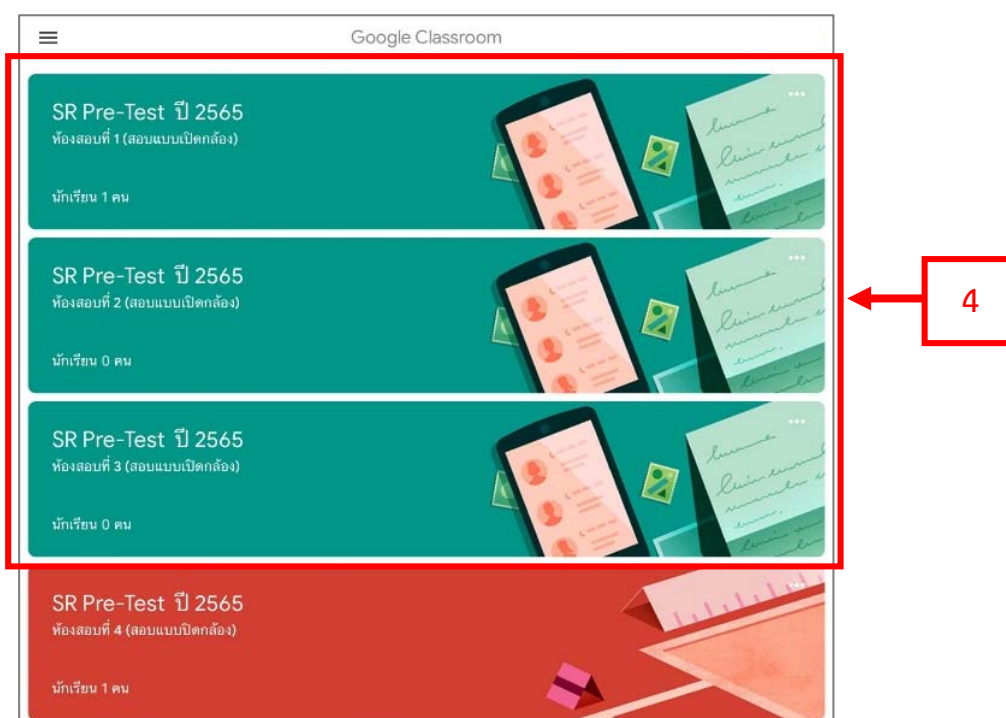 Google Classroom
SR Pre-Test ปี 2565
ห้องสอบที่ 1 (สอบแบบเปิดกล้อง)
นักเรียน 1 คน
SR Pre-Test ปี 2565
ห้องสอบที่ 2 (สอบแบบเปิดกล้อง)
นักเรียน 0 คน
4
SR Pre-Test ปี 2565
ห้องสอบที่ 3 (สอบแบบเปิดกล้อง)
นักเรียน 0 คน
SR Pre-Test ปี 2565
ห้องสอบที่ 4 (สอบแบบปิดกล้อง)
นักเรียน 1 คน